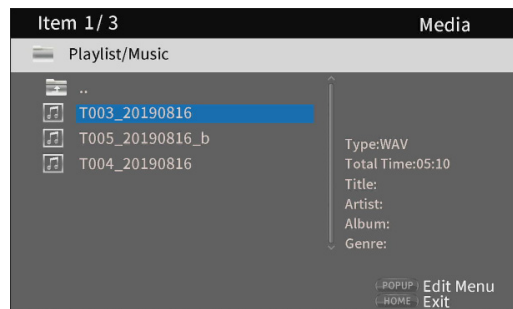 Item 1/ 3
Media
Playlist/Music
..
T003_20190816
T005_20190816_b
T004_20190816
Type:WAV
Total Time:05:10
Title:
Artist:
Album:
Genre:
POPUP Edit Menu
HOME Exit